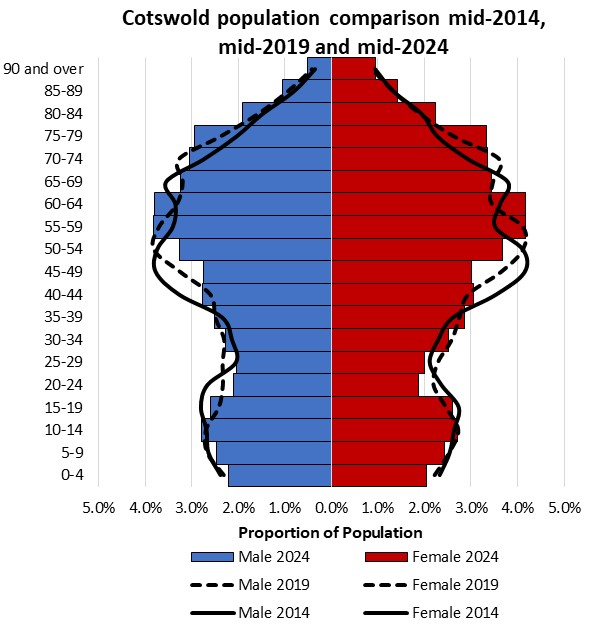 Cotswold population comparison mid-2014,
mid-2019 and mid-2024
90 and over
85-89
80-84
75-79
70-74
65-69
60-64
55-59
50-54
45-49
40-44
35-39
30-34
25-29
20-24
15-19
10-14
5-9
0-4
5.0% 4.0% 3.0% 2.0% 1.0% 0.0% 1.0% 2.0% 3.0% 4.0% 5.0%
Proportion of Population
Male 2024 Female 2024
Male 2019 Female 2019
Male 2014 Female 2014